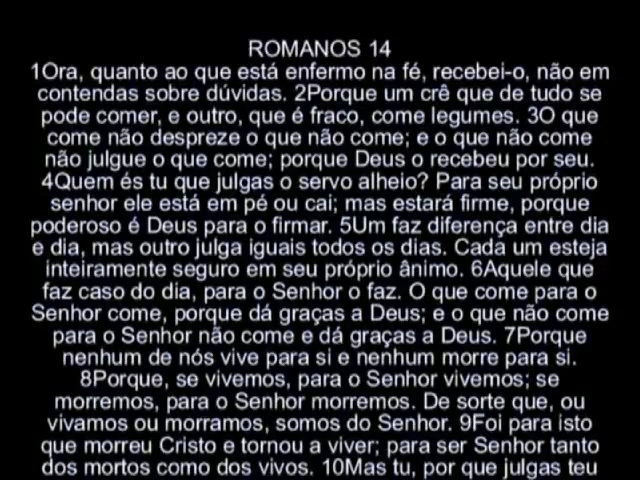 ROMANOS 14
1Ora, quanto ao que está enfermo na fé, recebei-o, não em
contendas sobre dúvidas. 2Porque um crê que de tudo se
pode comer, e outro, que é fraco, come legumes. 3O que
come não despreze o que não come; e o que não come
não julgue o que come; porque Deus o recebeu por seu.
4Quem és tu que julgas o servo alheio? Para seu próprio
senhor ele está em pé ou cai; mas estará firme, porque
poderoso é Deus para o firmar. 5Um faz diferença entre dia
e dia, mas outro julga iguais todos os dias. Cada um esteja
inteiramente seguro em seu próprio ânimo. 6Aquele que
faz caso do dia, para o Senhor o faz. O que come para o
Senhor come, porque dá graças a Deus; e o que não come
para o Senhor não come e dá graças a Deus. 7Porque
nenhum de nós vive para si e nenhum morre para si.
8Porque, se vivemos, para o Senhor vivemos; se
morremos, para o Senhor morremos. De sorte que, ou
vivamos ou morramos, somos do Senhor. 9Foi para isto
que morreu Cristo e tornou a viver; para ser Senhor tanto
dos mortos como dos vivos. 10Mas tu, por que julgas teu